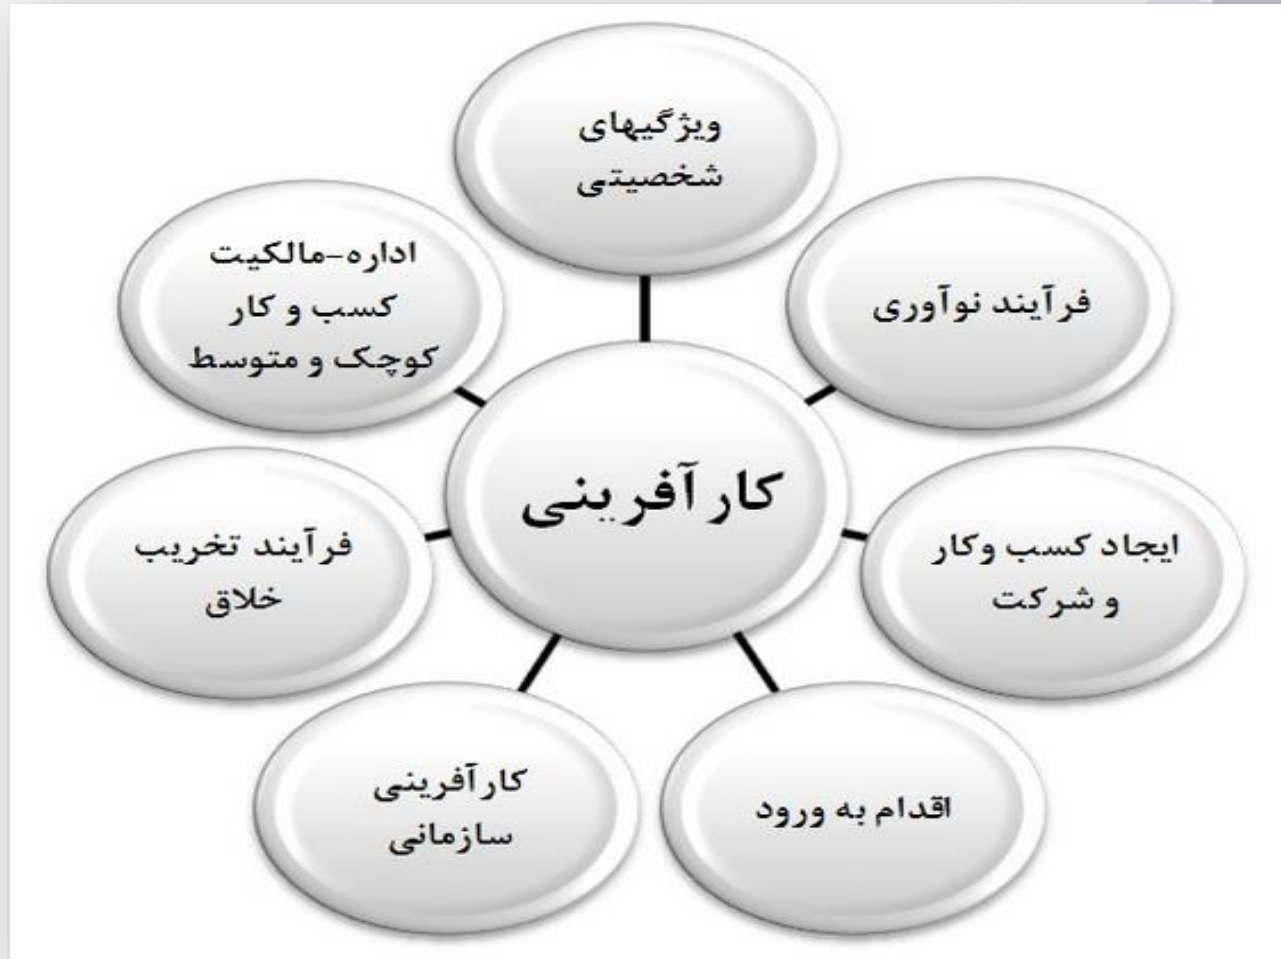 ویژگیهای
شخصیتی
فرآیند نوآوری
ایجاد کسب وکار
و شرکت
اقدام به ورود
کارآفرینی
سازمانی
فرآیند تخریب
خلاق
اداره-مالکیت
کسب و کار
کوچک و متوسط
کارآفرینی